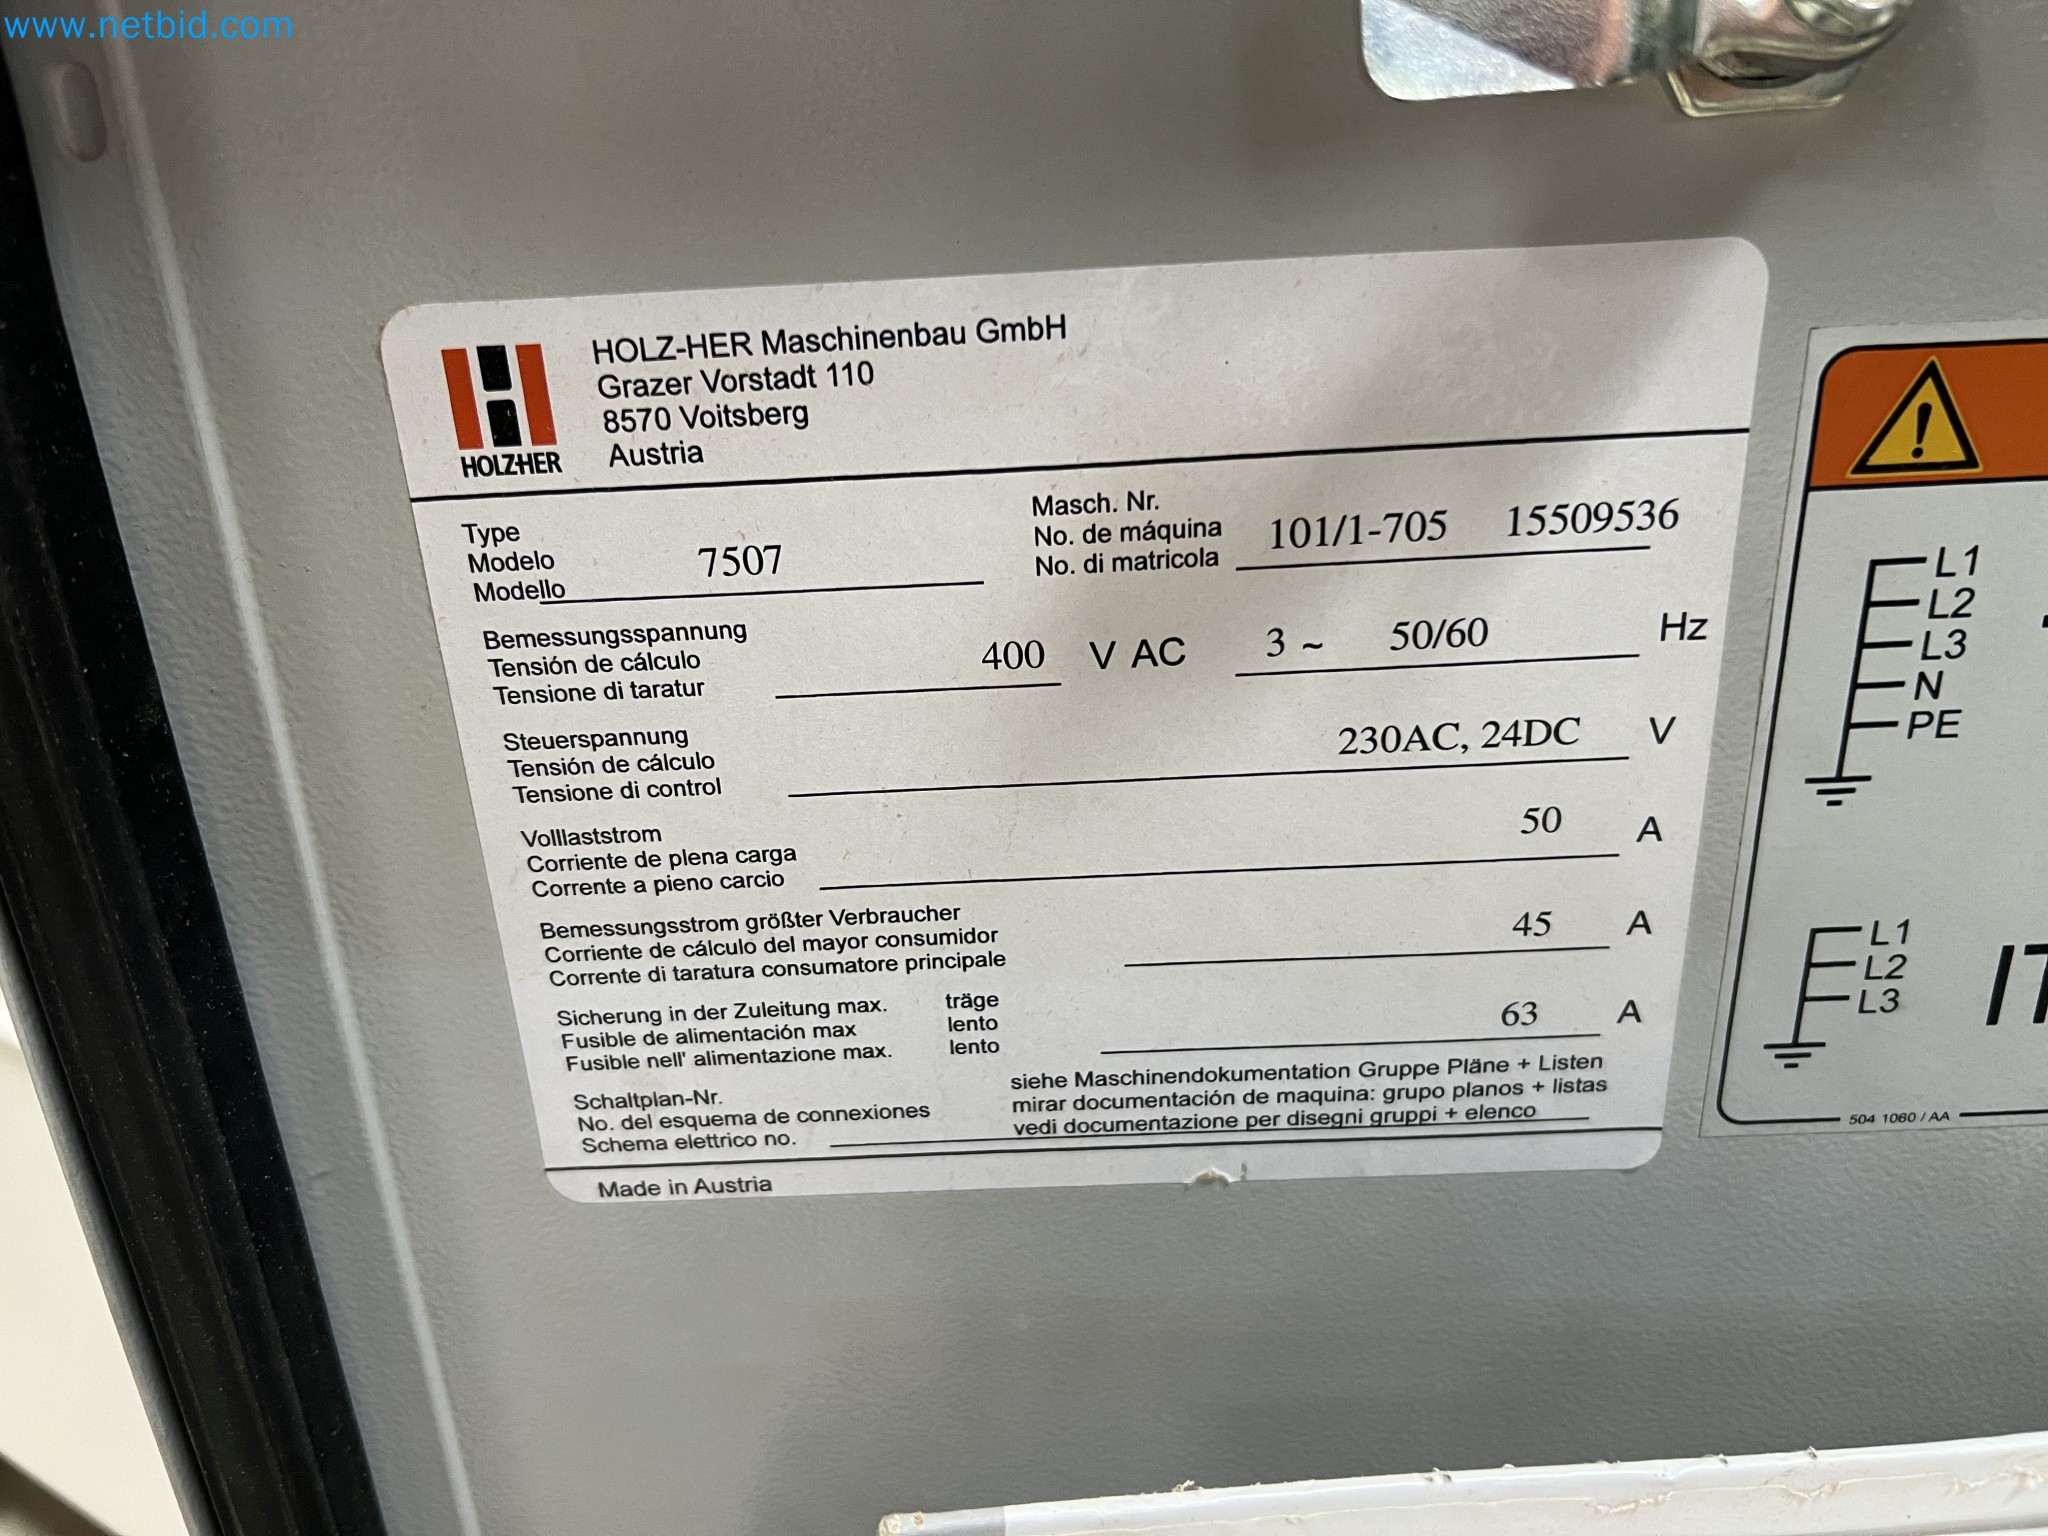 www.netbid.com
HOLZ-HER Maschinenbau GmbH
Grazer Vorstadt 110
8570 Voitsberg
Austria
HOLZ-HER
Type
Modelo
Modello
7507
Masch. Nr.
No. de máquina
No. di matricola
101/1-705 15509536
Bemessungsspannung
Tensión de cálculo
Tensione di taratur
400 V AC 3 ~ 50/60 Hz
Steuerspannung
Tensión de cálculo
Tensione di control
230AC, 24DC V
Volllaststrom
Corriente de plena carga
Corrente a pieno carcio
50 A
Bemessungsstrom größter Verbraucher
Corriente de cálculo del mayor consumidor
Corrente di taratura consumatore principale
45 A
Sicherung in der Zuleitung max. träge
Fusible de alimentación max lento
Fusible nell' alimentazione max. lento
63 A
Schaltplan-Nr.
No. del esquema de connexiones
Schema elettrico no.
siehe Maschinendokumentation Gruppe Pläne + Listen
mirar documentación de maquina: grupo planos + listas
vedi documentazione per disegni gruppi + elenco
Made in Austria
L1
L2
L3
N
PE
L1
L2
L3
IT
504 1060 / AA